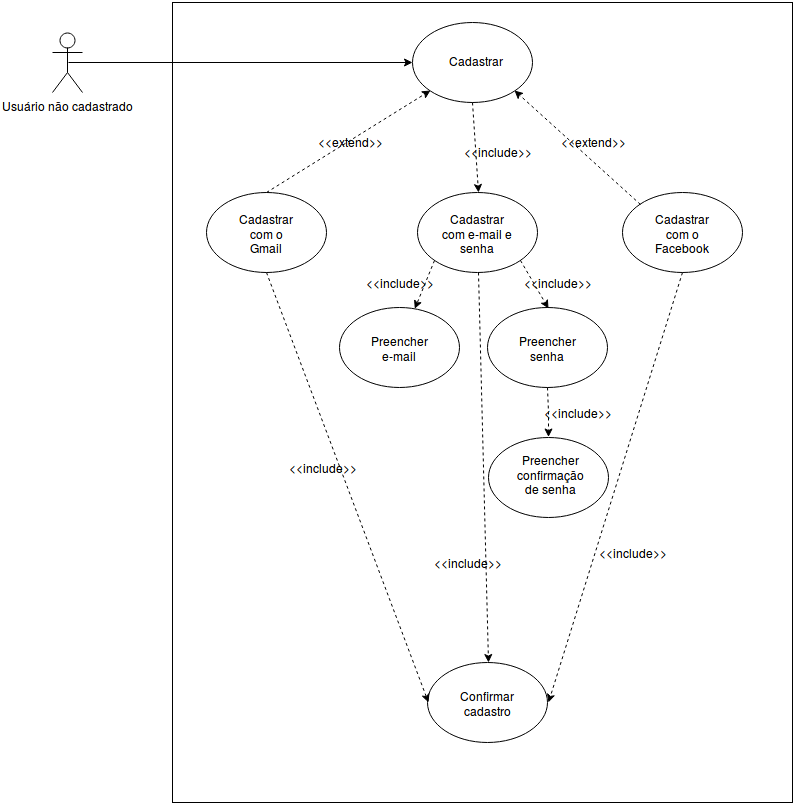 Cadastrar
Usuário não cadastrado
<<extend>>
<<include>>
<<extend>>
Cadastrar
com o
Gmail
Cadastrar
com e-mail e
senha
Cadastrar
com o
Facebook
<<include>>
<<include>>
Preencher
e-mail
Preencher
senha
<<include>>
Preencher
confirmação
de senha
<<include>>
<<include>>
<<include>>
Confirmar
cadastro